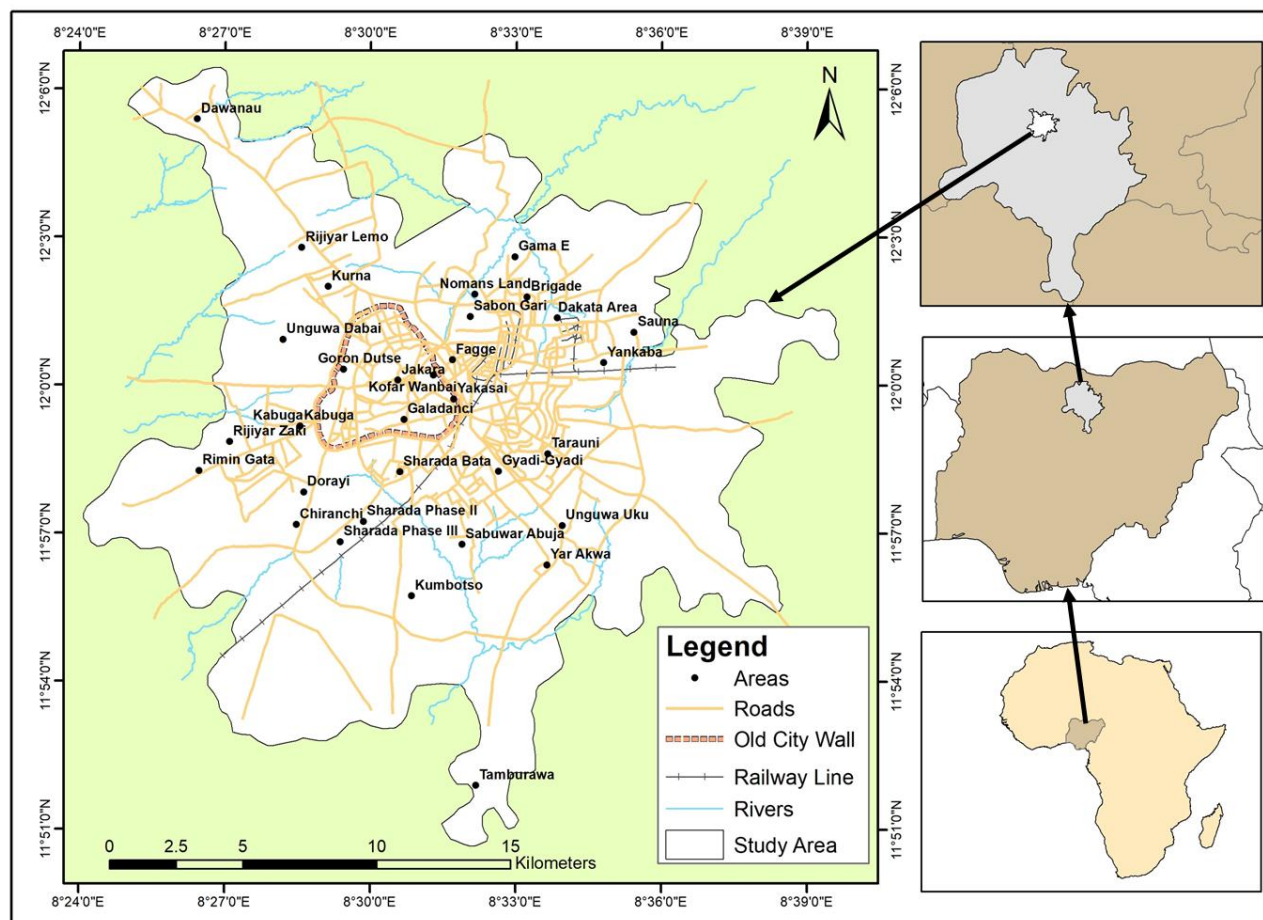 8°24'0"E 8°27'0"E 8°30'0"E 8°33'0"E 8°36'0"E 8°39'0"E
12°6'0"N
12°3'0"N
12°0'0"N
11°57'0"N
11°54'0"N
11°51'0"N
N
Dawanau
Rijiyar Lemo
Gama E
Kurna
Nomans Land
Brigade
Sabon Gari
Dakata Area
Sauna
Unguwa Dabai
Fagge
Yankaba
Goron Dutse
Jakara
Kofar Wanbai
Yakasai
Galadanci
Kabuga
Kabuga
Rijiyar Zaki
Tarauni
Rimin Gata
Sharada Bata
Gyadi-Gyadi
Dorayi
Chiranchi
Sharada Phase II
Unguwa Uku
Sharada Phase III
Sabuwar Abuja
Yar Akwa
Kumbotso
Tamburawa
Legend
Areas
Roads
Old City Wall
Railway Line
Rivers
Study Area
0 2.5 5 10 15
Kilometers
12°6'0"N
12°3'0"N
12°0'0"N
11°57'0"N
11°54'0"N
11°51'0"N
8°24'0"E 8°27'0"E 8°30'0"E 8°33'0"E 8°36'0"E 8°39'0"E